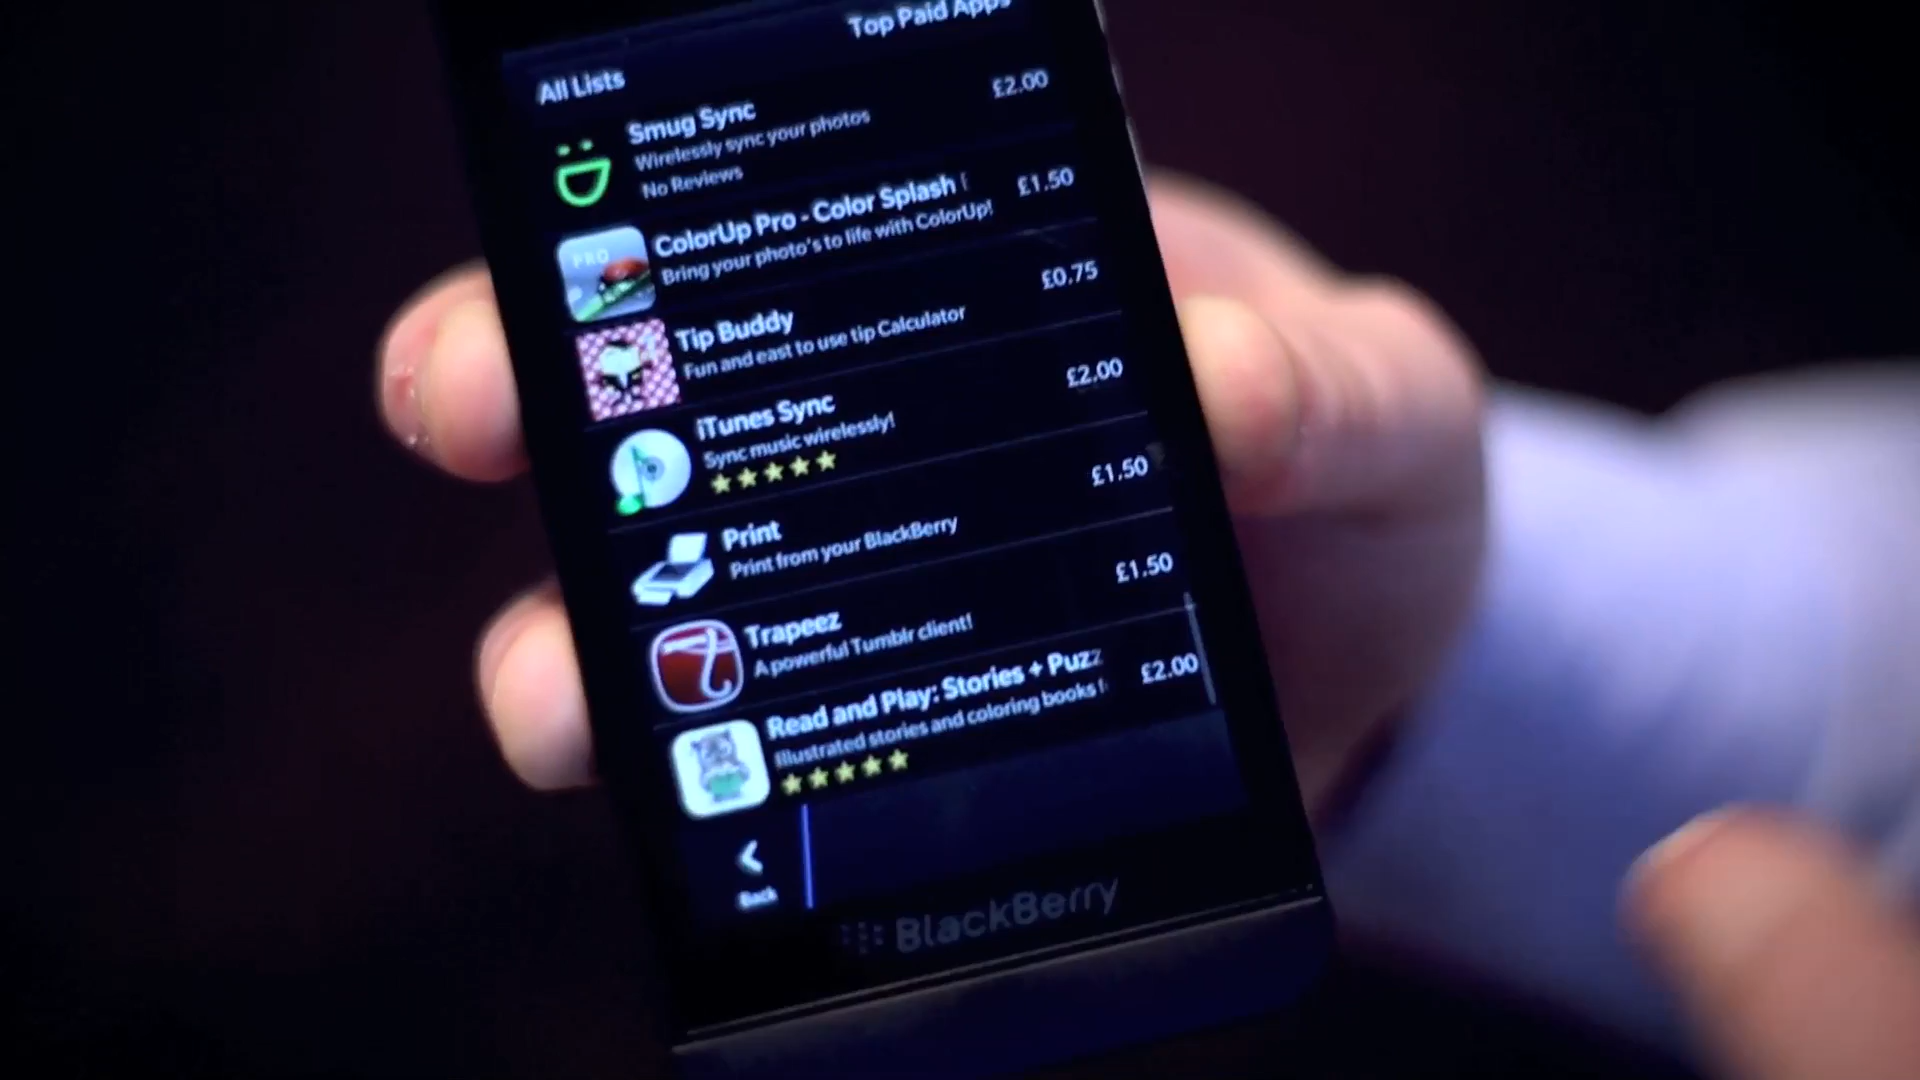 Top Paid Apps
All Lists
Smug Sync
£2.00
Wirelessly sync your photos
No Reviews
ColorUp Pro - Color Splash
£1.50
Bring your photo's to life with ColorUp!
PRO
Tip Buddy
£0.75
Fun and east to use tip Calculator
iTunes Sync
£2.00
Sync music wirelessly!
Print
£1.50
Print from your BlackBerry
Trapeez
£1.50
A powerful Tumblr client!
Read and Play: Stories + Puzz
£2.00
Illustrated stories and coloring books
Back
BlackBerry